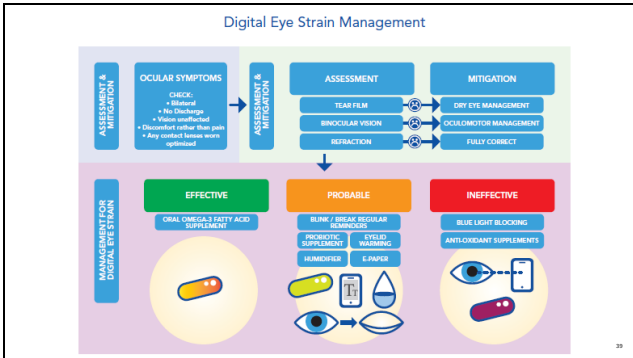 Digital Eye Strain Management
ASSESSMENT &
MITIGATION
OCULAR SYMPTOMS
CHECK:
• Bilateral
• No Discharge
• Vision unaffected
• Discomfort rather than pain
• Any contact lenses worn
optimized
ASSESSMENT &
MITIGATION
ASSESSMENT
TEAR FILM
BINOCULAR VISION
REFRACTION
MITIGATION
DRY EYE MANAGEMENT
OCULOMOTOR MANAGEMENT
FULLY CORRECT
MANAGEMENT FOR
DIGITAL EYE STRAIN
EFFECTIVE
ORAL OMEGA-3 FATTY ACID
SUPPLEMENT
PROBABLE
BLINK / BREAK REGULAR
REMINDERS
PROBIOTIC
SUPPLEMENT
EYELID
WARMING
HUMIDIFIER
E-PAPER
TT
INEFFECTIVE
BLUE LIGHT BLOCKING
ANTI-OXIDANT SUPPLEMENTS
39